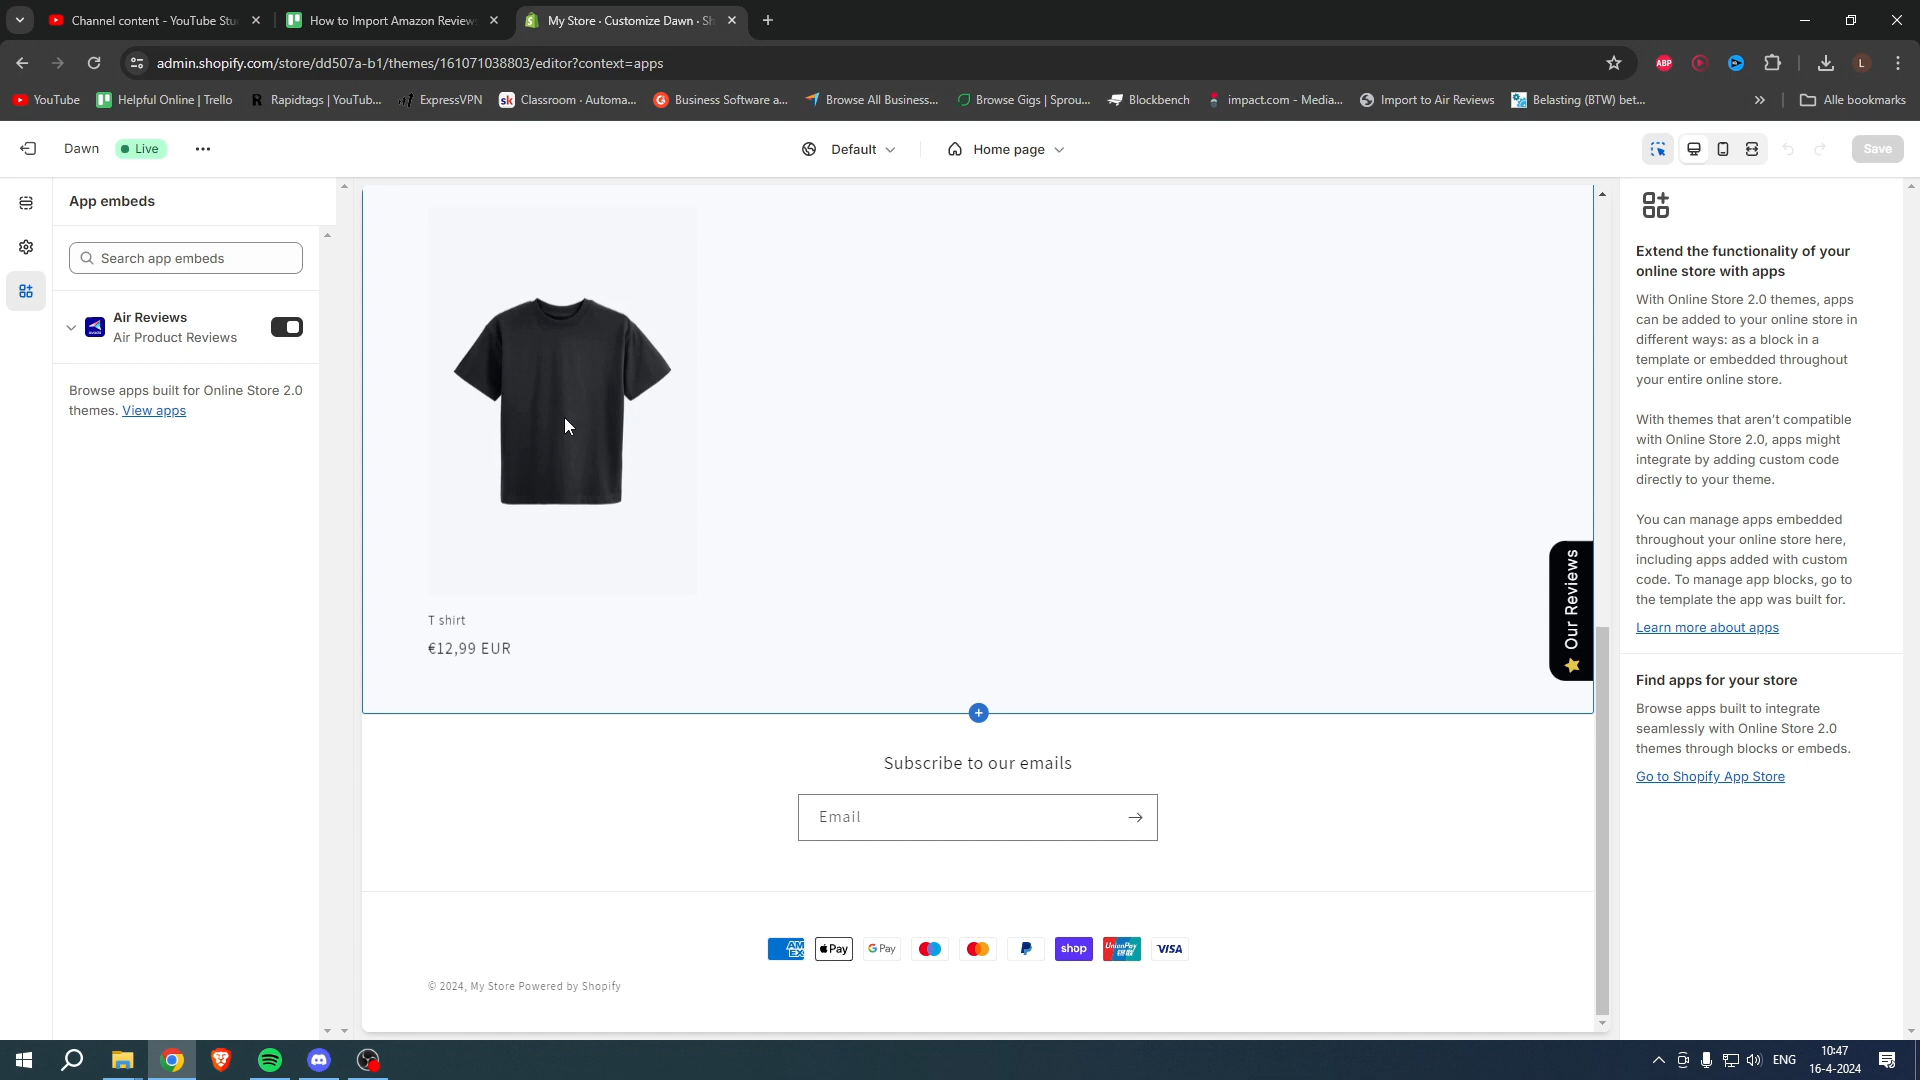 Channel content - YouTube Stu
How to Import Amazon Review
My Store · Customize Dawn · Sh
admin.shopify.com/store/dd507a-b1/themes/161071038803/editor?context=apps
ABP
L
YouTube
Helpful Online | Trello
Rapidtags | YouTub...
ExpressVPN
Classroom - Automa...
Business Software a...
Browse All Business...
Browse Gigs | Sprou...
Blockbench
impact.com - Media...
Import to Air Reviews
Belasting (BTW) bet...
»
Alle bookmarks
Dawn
Live
Default
Home page
Save
App embeds
Search app embeds
Air Reviews
Air Product Reviews
Browse apps built for Online Store 2.0
themes. View apps
T shirt
€12,99 EUR
Our Reviews
Subscribe to our emails
Email
AM
EX
Pay
G Pay
shop
UnionPay
银联
VISA
© 2024, My Store Powered by Shopify
Extend the functionality of your
online store with apps
With Online Store 2.0 themes, apps
can be added to your online store in
different ways: as a block in a
template or embedded throughout
your entire online store.
With themes that aren't compatible
with Online Store 2.0, apps might
integrate by adding custom code
directly to your theme.
You can manage apps embedded
throughout your online store here,
including apps added with custom
code. To manage app blocks, go to
the template the app was built for.
Learn more about apps
Find apps for your store
Browse apps built to integrate
seamlessly with Online Store 2.0
themes through blocks or embeds.
Go to Shopify App Store
ENG
10:47
16-4-2024